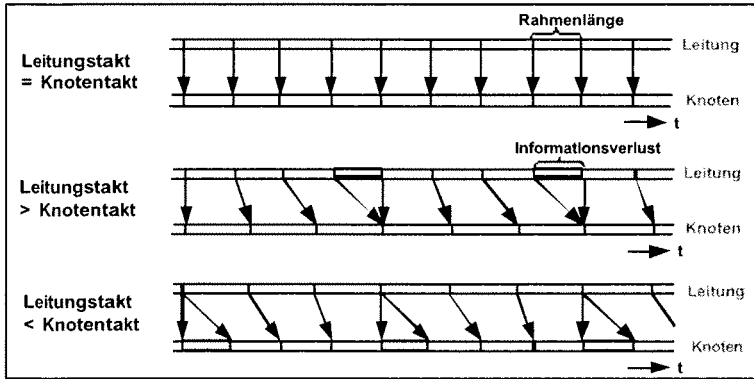 Rahmenlänge
Leitung
Leitungstakt
= Knotentakt
Knoten
t
Informationsverlust
Leitung
Leitungstakt
> Knotentakt
Knoten
t
Leitung
Leitungstakt
< Knotentakt
Knoten
t